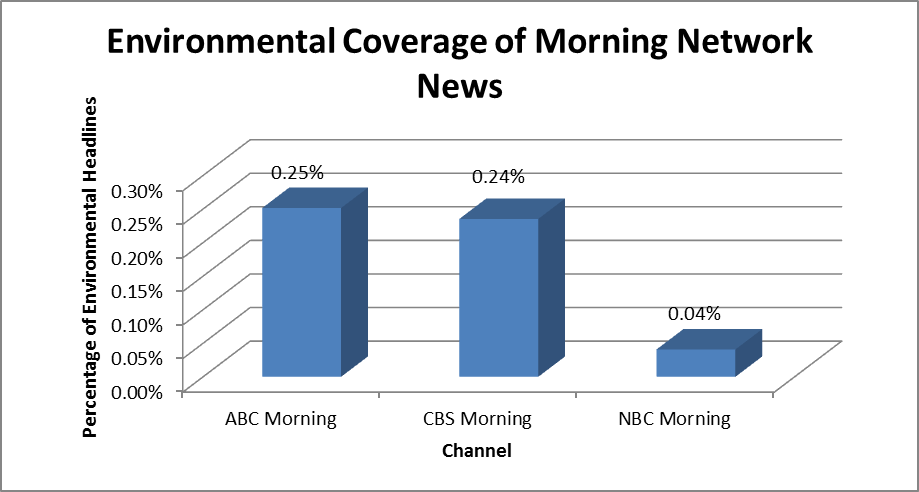 Environmental Coverage of Morning Network
News
Percentage of Environmental Headlines
0.30%
0.25%
0.20%
0.15%
0.10%
0.05%
0.00%
0.25%
0.24%
0.04%
ABC Morning
CBS Morning
NBC Morning
Channel